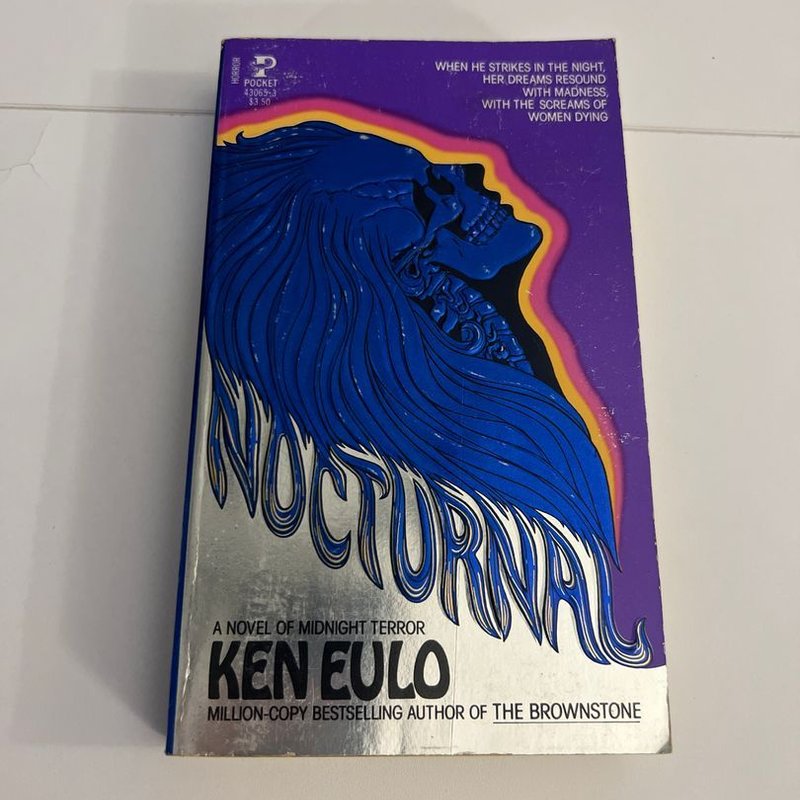 HORROR
P
POCKET
43065-3
$3.50
WHEN HE STRIKES IN THE NIGHT,
HER DREAMS RESOUND
WITH MADNESS,
WITH THE SCREAMS OF
WOMEN DYING
NOCTURNAL
A NOVEL OF MIDNIGHT TERROR
KEN EULO
MILLION-COPY BESTSELLING AUTHOR OF THE BROWNSTONE